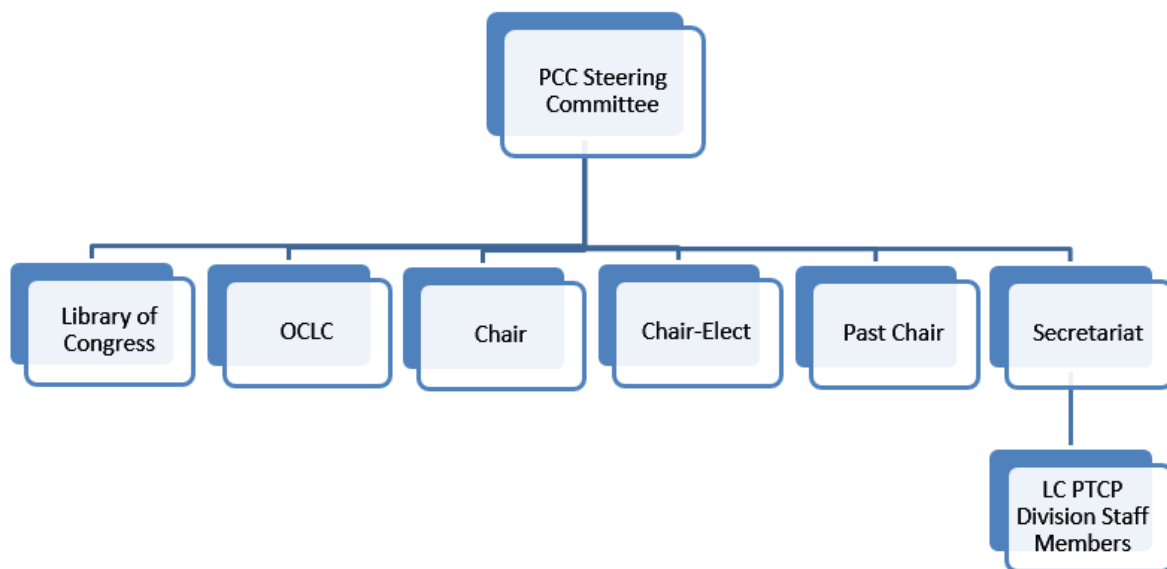 PCC Steering
Committee
Library of
Congress
OCLC
Chair
Chair-Elect
Past Chair
Secretariat
LC PTCP
Division Staff
Members